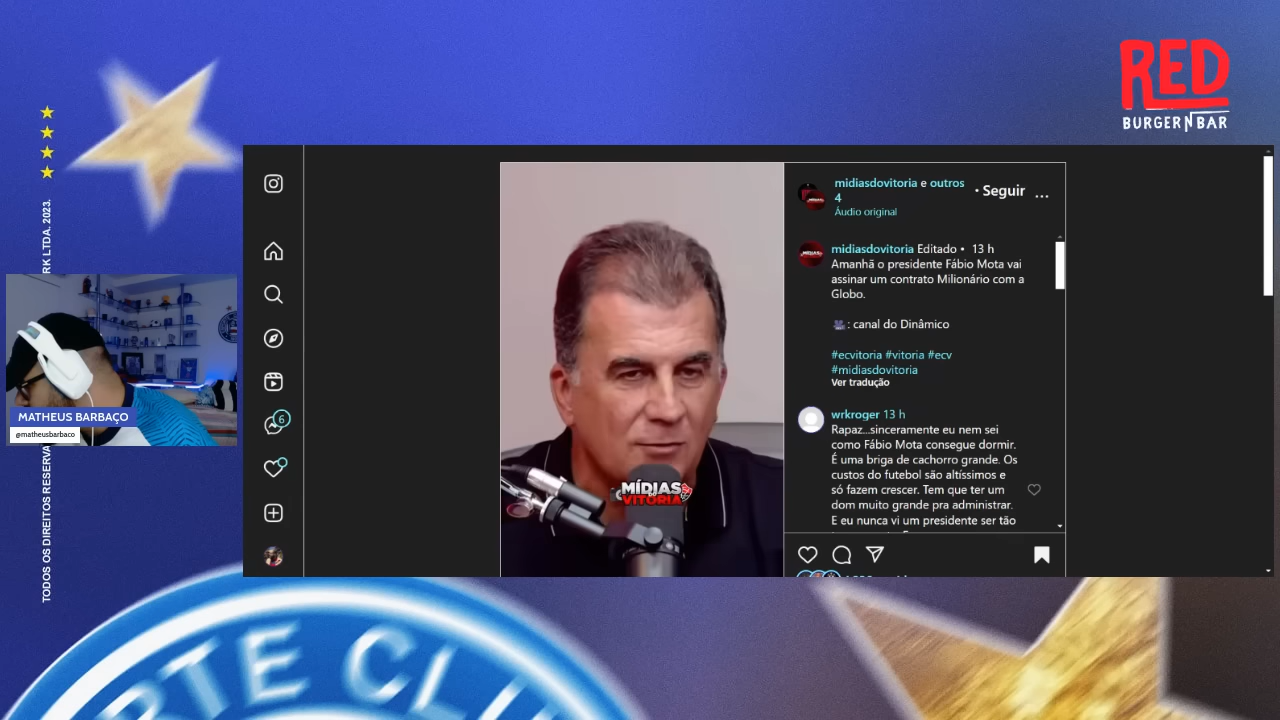 RED
BURGER N BAR
TODOS OS DIREITOS RESERVA
RK LTDA. 2023.
MATHEUS BARBAÇO
@matheusbarbaco
6
MÍDIAS
VITÓRIA
midiasdovitoria e outros
4
• Seguir
...
Áudio original
midiasdovitoria Editado • 13 h
Amanhã o presidente Fábio Mota vai
assinar um contrato Milionário com a
Globo.
: canal do Dinâmico
#ecvitoria #vitoria #ecv
#midiasdovitoria
Ver tradução
wrkroger 13 h
Rapaz...sinceramente eu nem sei
como Fábio Mota consegue dormir.
É uma briga de cachorro grande. Os
custos do futebol são altíssimos e
só fazem crescer. Tem que ter um
dom muito grande pra administrar.
E eu nunca vi um presidente ser tão
RTE CL